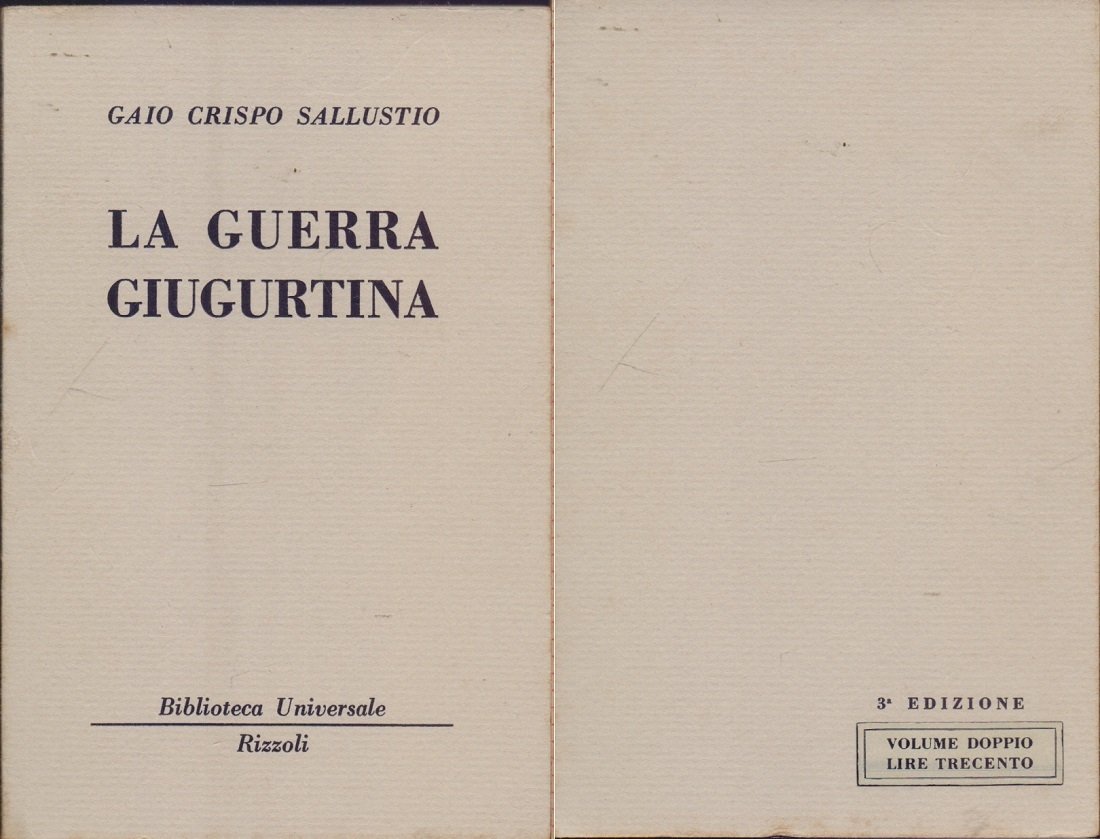 GAIO CRISPO SALLUSTIO
LA GUERRA
GIUGURTINA
Biblioteca Universale
Rizzoli
3ª EDIZIONE
VOLUME DOPPIO
LIRE TRECENTO